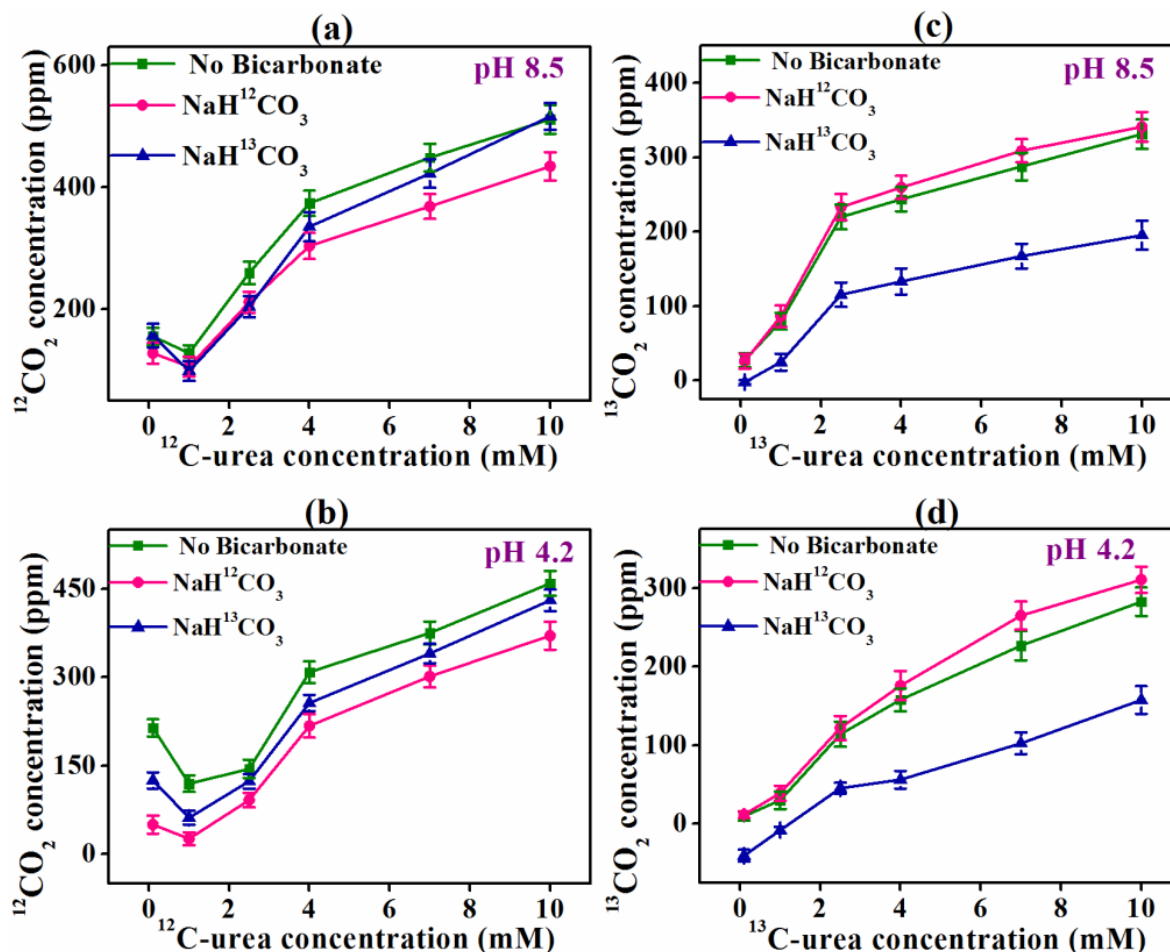 (a)
No Bicarbonate
pH 8.5
NaH¹²CO₃
NaH¹³CO₃
¹²CO₂ concentration (ppm)
600
400
200
0 2 4 6 8 10
¹²C-urea concentration (mM)
(c)
No Bicarbonate
pH 8.5
NaH¹²CO₃
NaH¹³CO₃
¹³CO₂ concentration (ppm)
400
300
200
100
0
0 2 4 6 8 10
¹³C-urea concentration (mM)
(b)
No Bicarbonate
pH 4.2
NaH¹²CO₃
NaH¹³CO₃
¹²CO₂ concentration (ppm)
450
300
150
0
0 2 4 6 8 10
¹²C-urea concentration (mM)
(d)
No Bicarbonate
pH 4.2
NaH¹²CO₃
NaH¹³CO₃
¹³CO₂ concentration (ppm)
300
200
100
0
0 2 4 6 8 10
¹³C-urea concentration (mM)